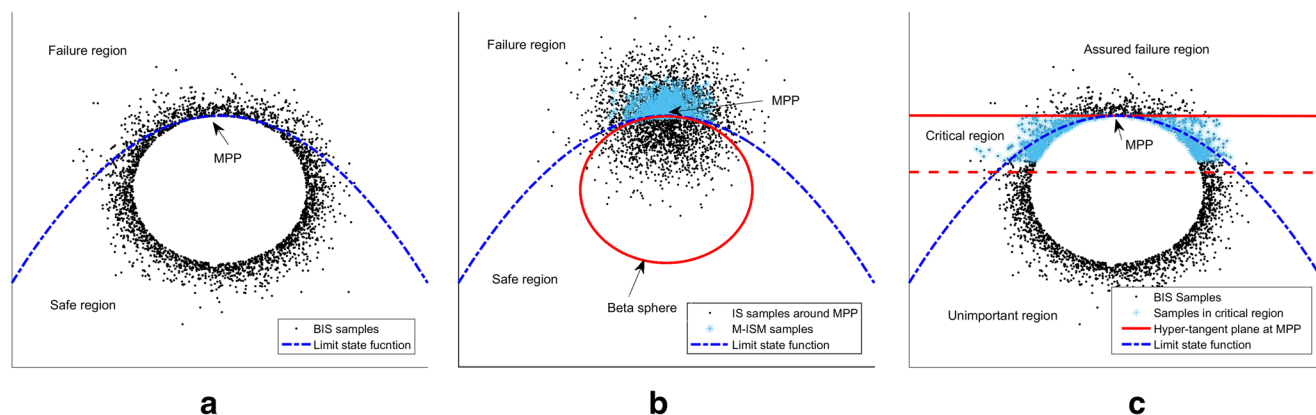 Failure region
MPP
Safe region
BIS samples
Limit state fucntion
a
Failure region
MPP
Safe region
Beta sphere
IS samples around MPP
M-ISM samples
Limit state function
b
Assured failure region
Critical region
MPP
Unimportant region
BIS Samples
Samples in critical region
Hyper-tangent plane at MPP
Limit state function
c